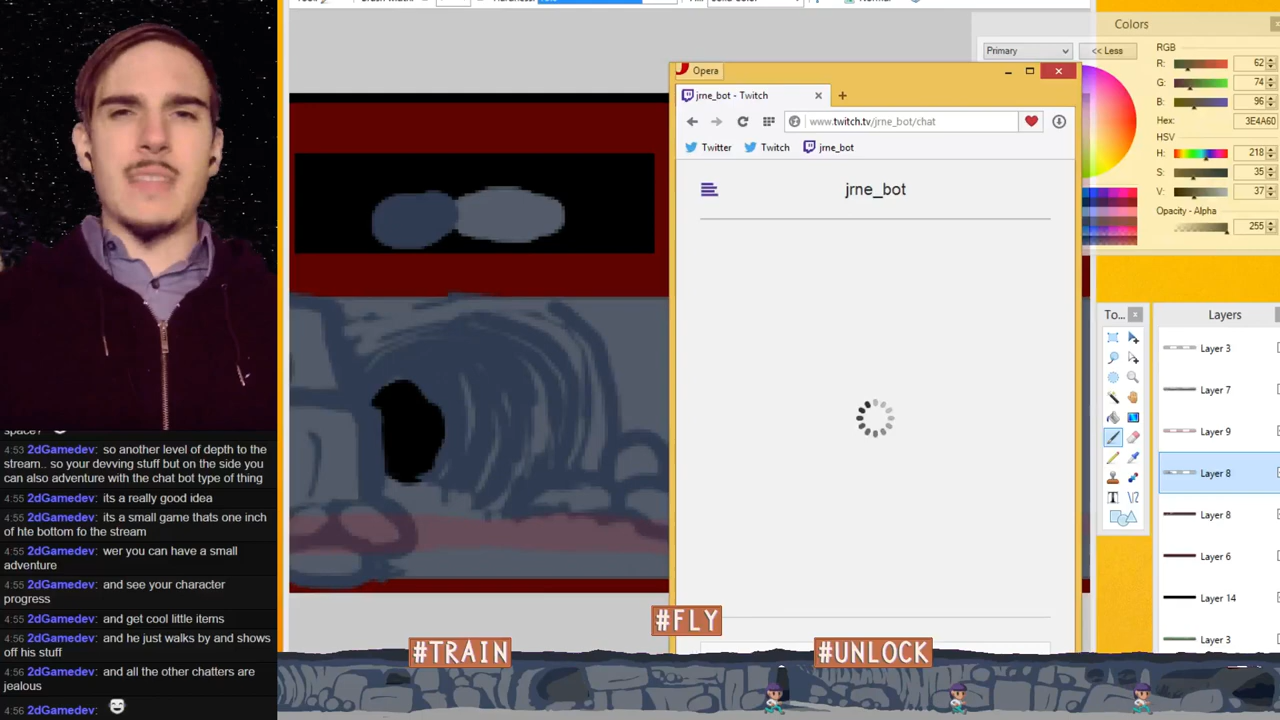 Primary
<< Less
Colors
RGB
R: 62
G: 74
B: 96
Hex: 3E4A60
HSV
H: 218
S: 35
V: 37
Opacity - Alpha
255
Opera
jrne_bot - Twitch
www.twitch.tv/jrne_bot/chat
Twitter Twitch jrne_bot
jrne_bot
To...
Layers
Layer 3
Layer 7
Layer 9
Layer 8
Layer 8
Layer 6
Layer 14
Layer 3
space?
4:53 2dGamedev: so another level of depth to the
stream.. so your devving stuff but on the side you
can also adventure with the chat bot type of thing
4:55 2dGamedev: its a really good idea
4:55 2dGamedev: its a small game thats one inch
of hte bottom fo the stream
4:55 2dGamedev: wer you can have a small
adventure
4:55 2dGamedev: and see your character
progress
4:55 2dGamedev: and get cool little items
4:56 2dGamedev: and he just walks by and shows
off his stuff
4:56 2dGamedev: and all the other chatters are
jealous
4:56 2dGamedev:
#TRAIN
#FLY
#UNLOCK